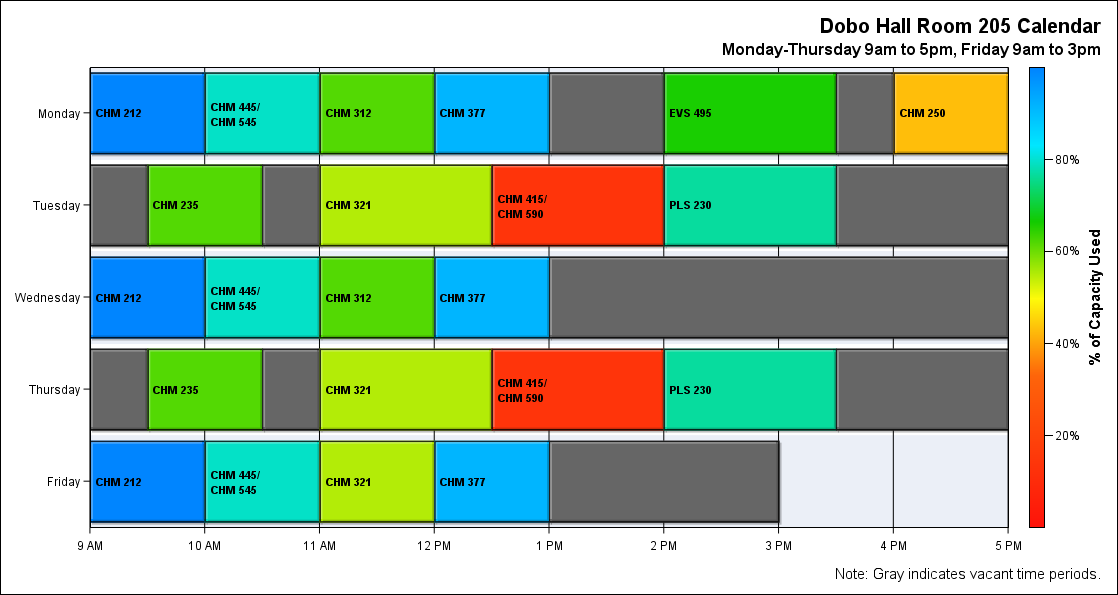 Dobo Hall Room 205 Calendar
Monday-Thursday 9am to 5pm, Friday 9am to 3pm
Monday
CHM 212
CHM 445/
CHM 545
CHM 312
CHM 377
EVS 495
CHM 250
Tuesday
CHM 235
CHM 321
CHM 415/
CHM 590
PLS 230
Wednesday
CHM 212
CHM 445/
CHM 545
CHM 312
CHM 377
Thursday
CHM 235
CHM 321
CHM 415/
CHM 590
PLS 230
Friday
CHM 212
CHM 445/
CHM 545
CHM 321
CHM 377
9 AM
10 AM
11 AM
12 PM
1 PM
2 PM
3 PM
4 PM
5 PM
80%
60%
40%
20%
% of Capacity Used
Note: Gray indicates vacant time periods.